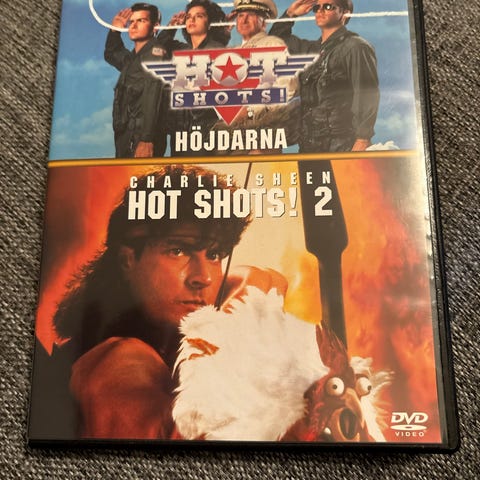 HOT
SHOTS!
HÖJDARNA
CHARLIE SHEEN
HOT SHOTS! 2
DVD
VIDEO